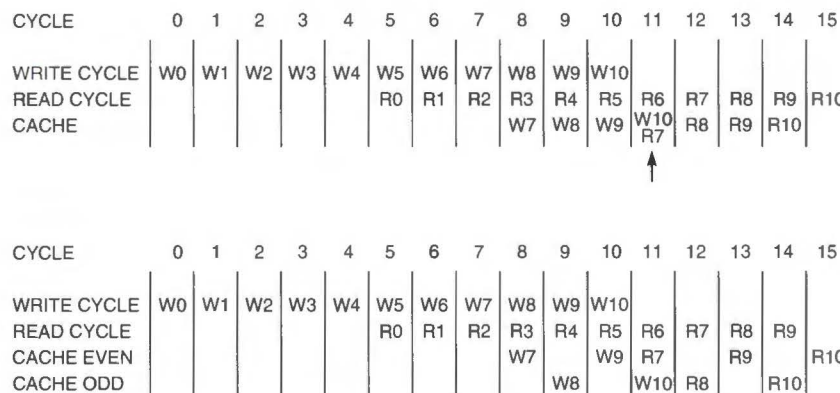 CYCLE 0 1 2 3 4 5 6 7 8 9 10 11 12 13 14 15
WRITE CYCLE W0 W1 W2 W3 W4 W5 W6 W7 W8 W9 W10
READ CYCLE R0 R1 R2 R3 R4 R5 R6 R7 R8 R9 R10
CACHE W7 W8 W9 W10 R7 R8 R9 R10
CYCLE 0 1 2 3 4 5 6 7 8 9 10 11 12 13 14 15
WRITE CYCLE W0 W1 W2 W3 W4 W5 W6 W7 W8 W9 W10
READ CYCLE R0 R1 R2 R3 R4 R5 R6 R7 R8 R9
CACHE EVEN W7 W9 R7 R9 R10
CACHE ODD W8 W10 R8 R10